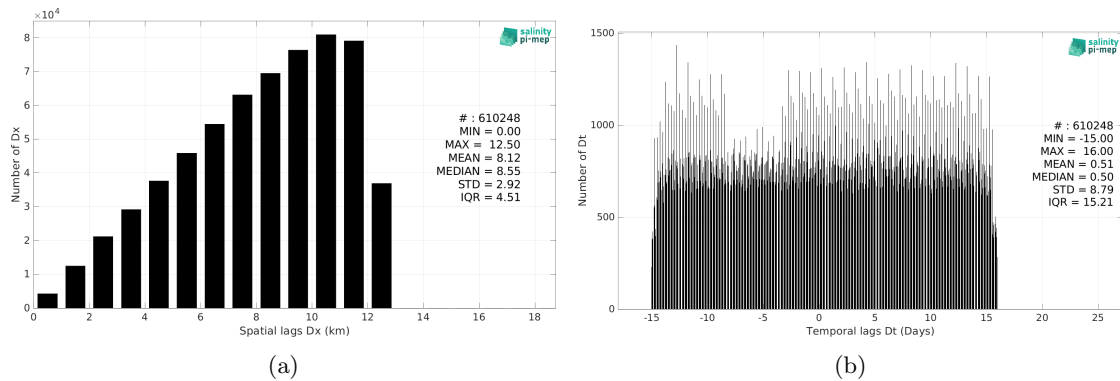 ×10⁴
8
7
6
5
4
3
2
1
0
0 2 4 6 8 10 12 14 16 18
Number of Dx
Spatial lags Dx (km)
salinity
pi-mep
# : 610248
MIN = 0.00
MAX = 12.50
MEAN = 8.12
MEDIAN = 8.55
STD = 2.92
IQR = 4.51
(a)
1500
1000
500
0
-15 -10 -5 0 5 10 15 20 25
Number of Dt
Temporal lags Dt (Days)
salinity
pi-mep
# : 610248
MIN = -15.00
MAX = 16.00
MEAN = 0.51
MEDIAN = 0.50
STD = 8.79
IQR = 15.21
(b)